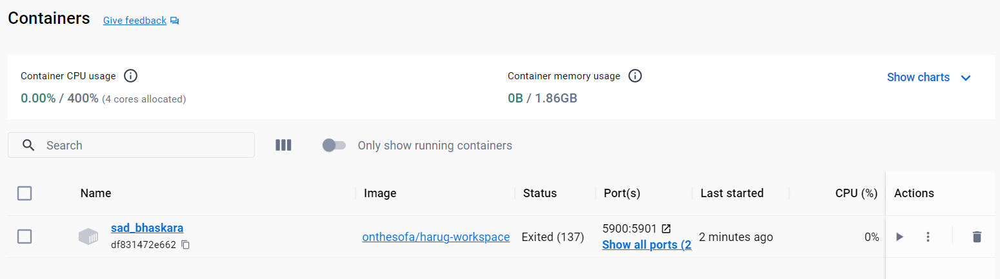 Containers Give feedback
Container CPU usage
0.00% / 400% (4 cores allocated)
Container memory usage
0B / 1.86GB
Show charts
Search
Only show running containers
Name Image Status Port(s) Last started CPU (%) Actions
sad_bhaskara
df831472e662
onthesofa/harug-workspace
Exited (137)
5900:5901
Show all ports (2
2 minutes ago
0%